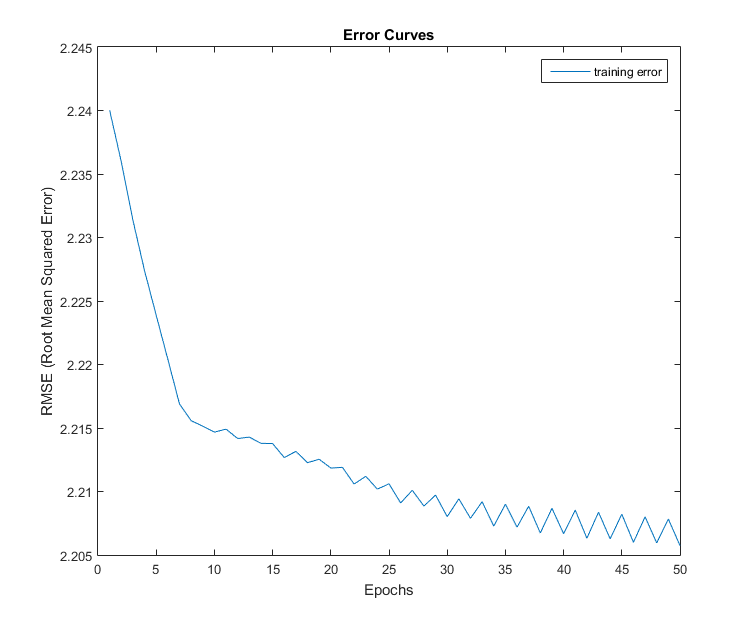 Error Curves
training error
2.245
2.24
2.235
2.23
2.225
2.22
2.215
2.21
2.205
RMSE (Root Mean Squared Error)
0 5 10 15 20 25 30 35 40 45 50
Epochs